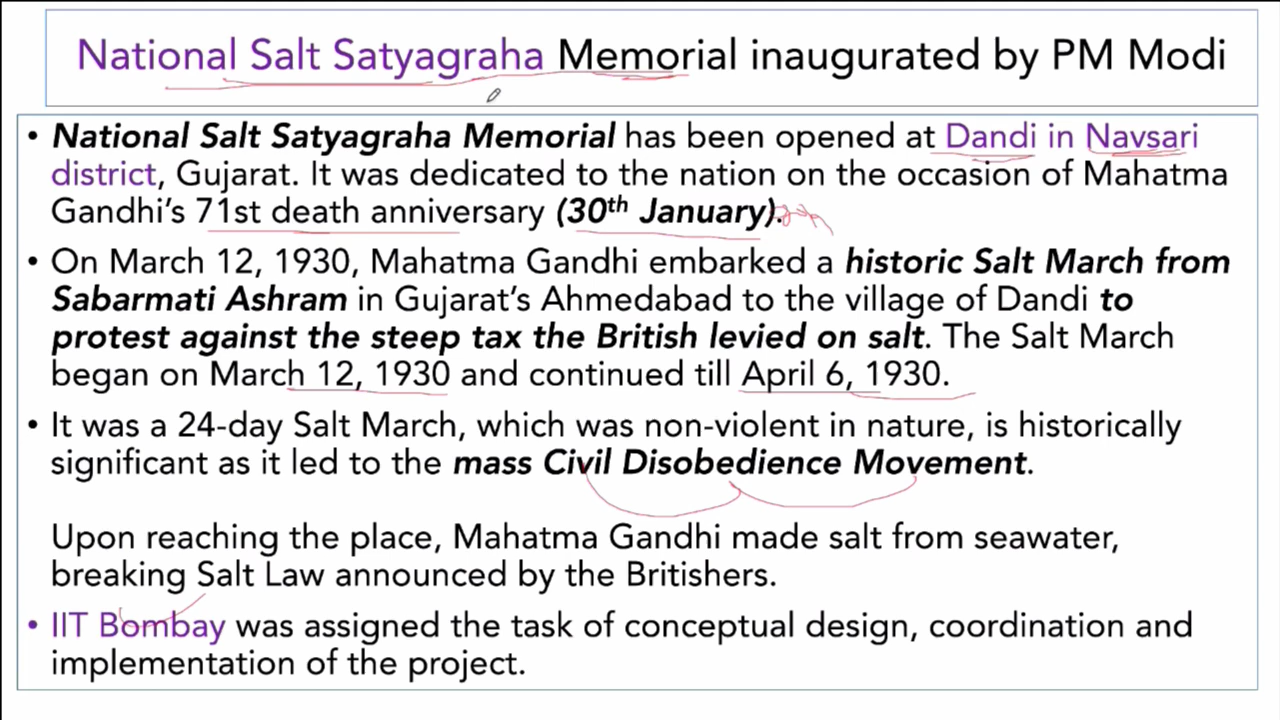 National Salt Satyagraha Memorial inaugurated by PM Modi
• National Salt Satyagraha Memorial has been opened at Dandi in Navsari
district, Gujarat. It was dedicated to the nation on the occasion of Mahatma
Gandhi's 71st death anniversary (30th January).
• On March 12, 1930, Mahatma Gandhi embarked a historic Salt March from
Sabarmati Ashram in Gujarat's Ahmedabad to the village of Dandi to
protest against the steep tax the British levied on salt. The Salt March
began on March 12, 1930 and continued till April 6, 1930.
• It was a 24-day Salt March, which was non-violent in nature, is historically
significant as it led to the mass Civil Disobedience Movement.
Upon reaching the place, Mahatma Gandhi made salt from seawater,
breaking Salt Law announced by the Britishers.
• IIT Bombay was assigned the task of conceptual design, coordination and
implementation of the project.